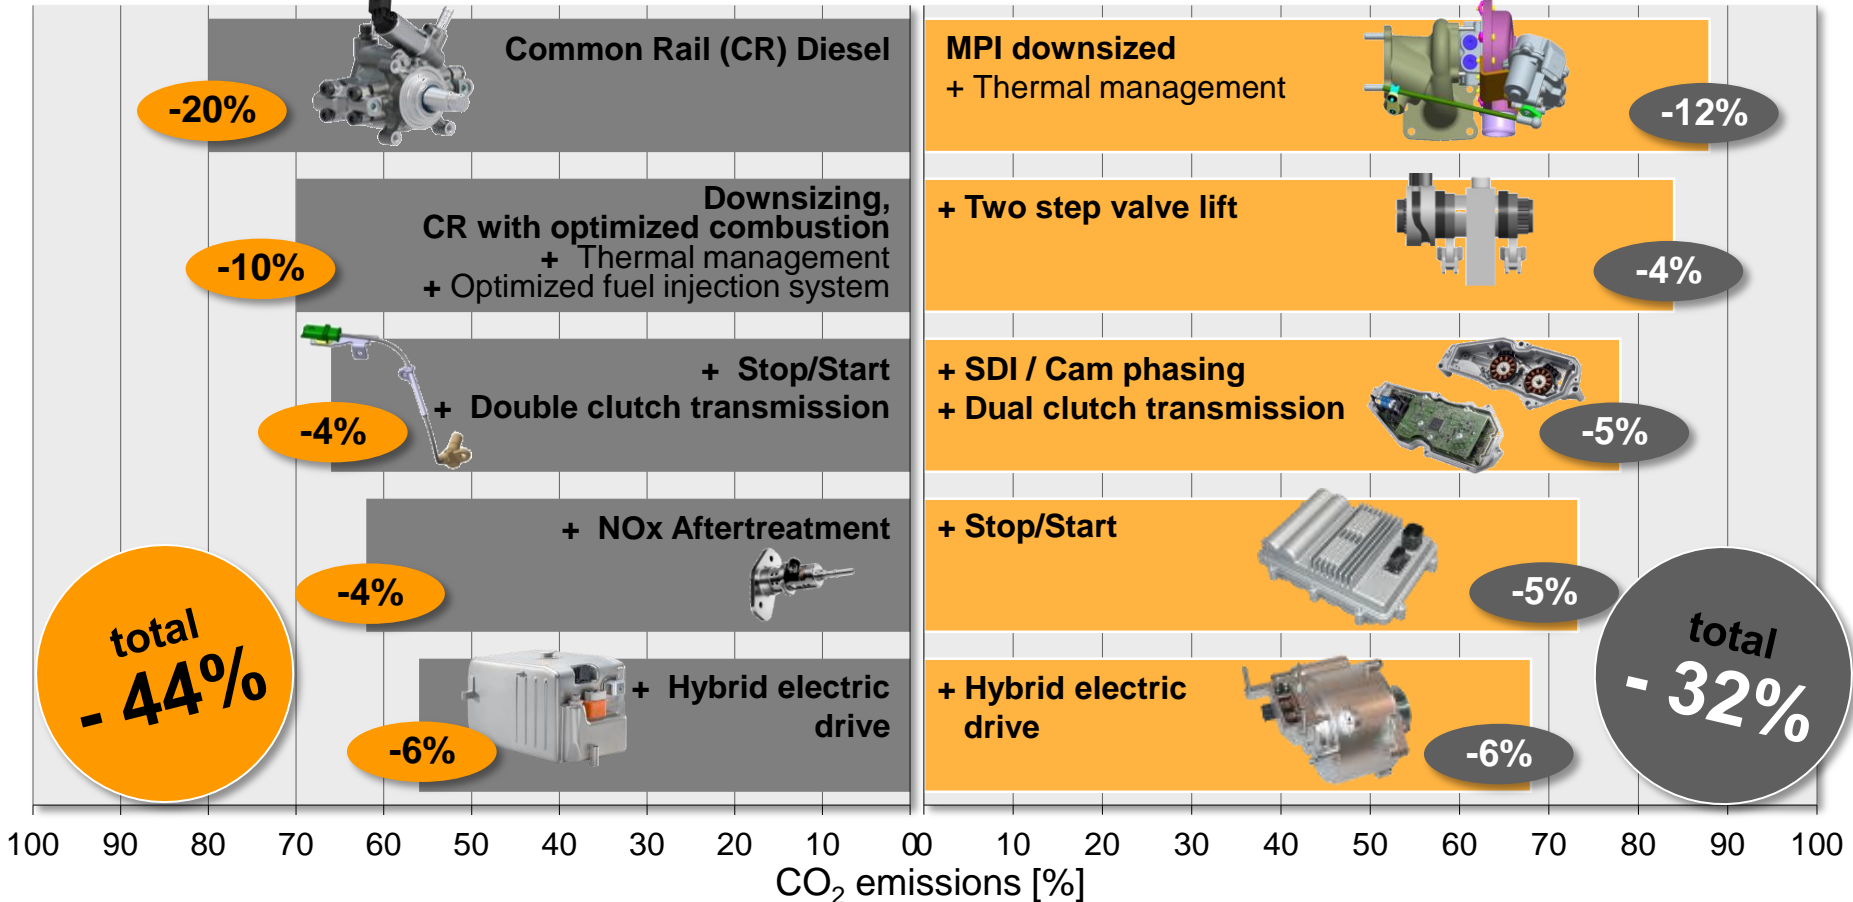 Common Rail (CR) Diesel
-20%
Downsizing,
CR with optimized combustion
+ Thermal management
+ Optimized fuel injection system
-10%
+ Stop/Start
+ Double clutch transmission
-4%
+ NOx Aftertreatment
-4%
+ Hybrid electric
drive
-6%
total
- 44%
MPI downsized
+ Thermal management
-12%
+ Two step valve lift
-4%
+ SDI / Cam phasing
+ Dual clutch transmission
-5%
+ Stop/Start
-5%
+ Hybrid electric
drive
-6%
total
- 32%
100 90 80 70 60 50 40 30 20 10 0
0 10 20 30 40 50 60 70 80 90 100
CO₂ emissions [%]